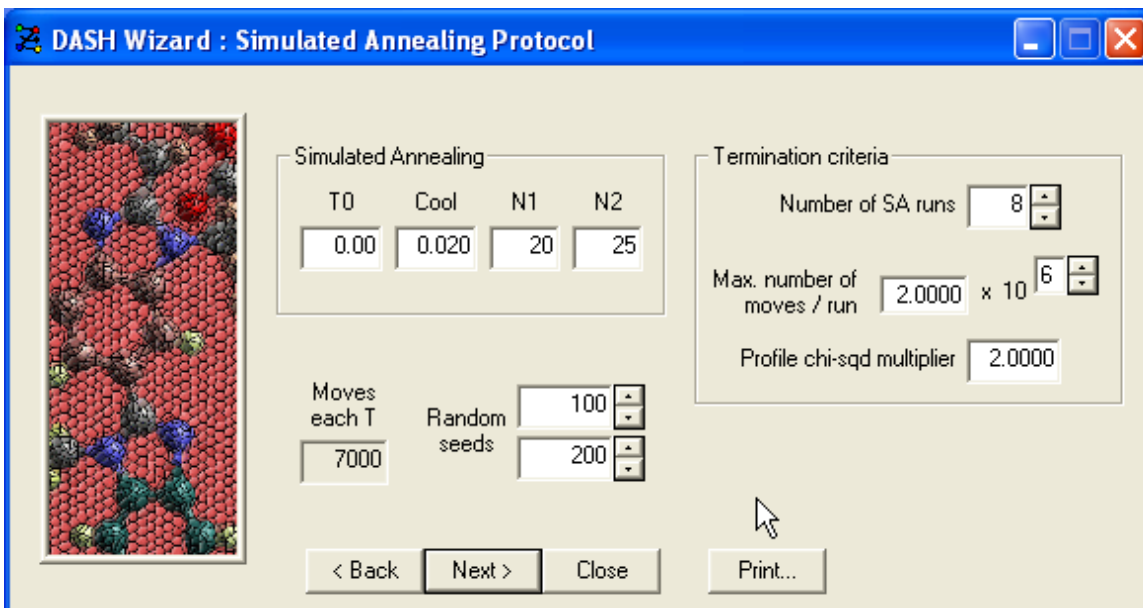 DASH Wizard : Simulated Annealing Protocol
Simulated Annealing
T0 Cool N1 N2
0.00 0.020 20 25
Termination criteria
Number of SA runs 8
Max. number of
moves / run 2.0000 x 10 6
Profile chi-sqd multiplier 2.0000
Moves
each T
7000
Random
seeds
100
200
< Back Next > Close Print...